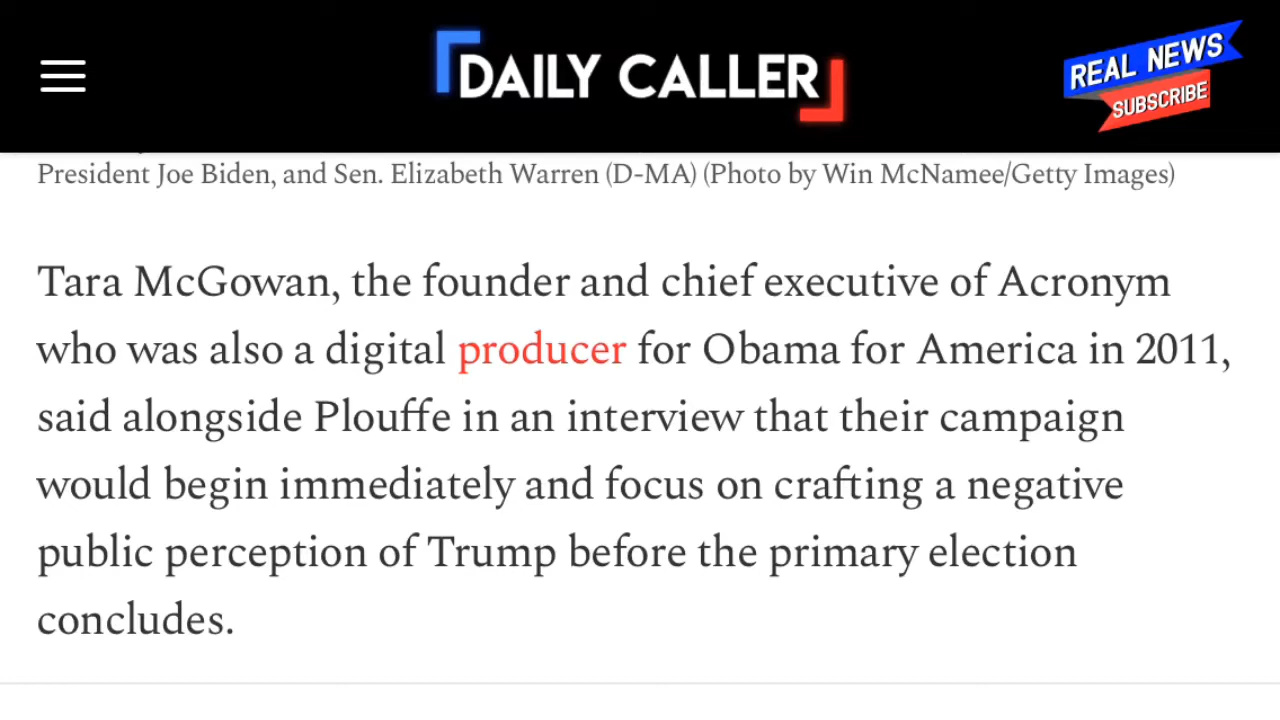 DAILY CALLER
REAL NEWS
SUBSCRIBE
President Joe Biden, and Sen. Elizabeth Warren (D-MA) (Photo by Win McNamee/Getty Images)
Tara McGowan, the founder and chief executive of Acronym
who was also a digital producer for Obama for America in 2011,
said alongside Plouffe in an interview that their campaign
would begin immediately and focus on crafting a negative
public perception of Trump before the primary election
concludes.